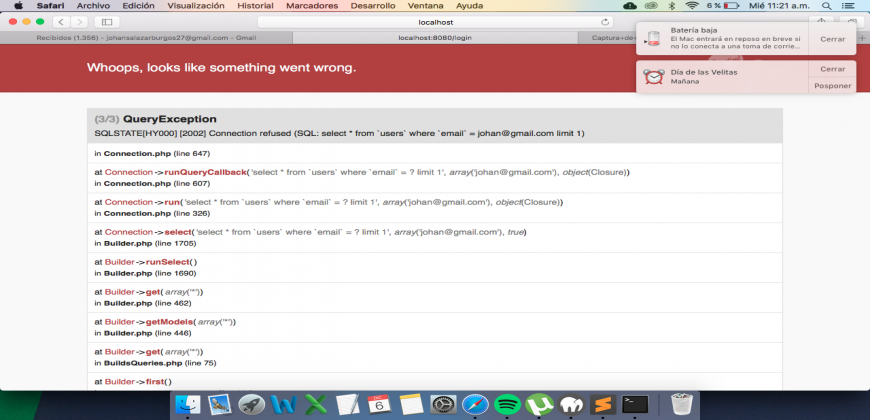 Safari Archivo Edición Visualización Historial Marcadores Desarrollo Ventana Ayuda 6 % Mié 11:21 a.m.
localhost
Recibidos (1.356) - johansalazarburgos27@gmail.com - Gmail localhost:8080/login Captura+de+
Batería baja
El Mac entrará en reposo en breve si
no lo conecta a una toma de corrie...
Cerrar
Día de las Velitas
Mañana
Cerrar
Posponer
Whoops, looks like something went wrong.
(3/3) QueryException
SQLSTATE[HY000] [2002] Connection refused (SQL: select * from `users` where `email` = johan@gmail.com limit 1)
in Connection.php (line 647)
at Connection->runQueryCallback('select * from `users` where `email` = ? limit 1', array('johan@gmail.com'), object(Closure))
in Connection.php (line 607)
at Connection->run('select * from `users` where `email` = ? limit 1', array('johan@gmail.com'), object(Closure))
in Connection.php (line 326)
at Connection->select('select * from `users` where `email` = ? limit 1', array('johan@gmail.com'), true)
in Builder.php (line 1705)
at Builder->runSelect()
in Builder.php (line 1690)
at Builder->get(array('*'))
in Builder.php (line 462)
at Builder->getModels(array('*'))
in Builder.php (line 446)
at Builder->get(array('*'))
in BuildsQueries.php (line 75)
at Builder->first()
DEC
6